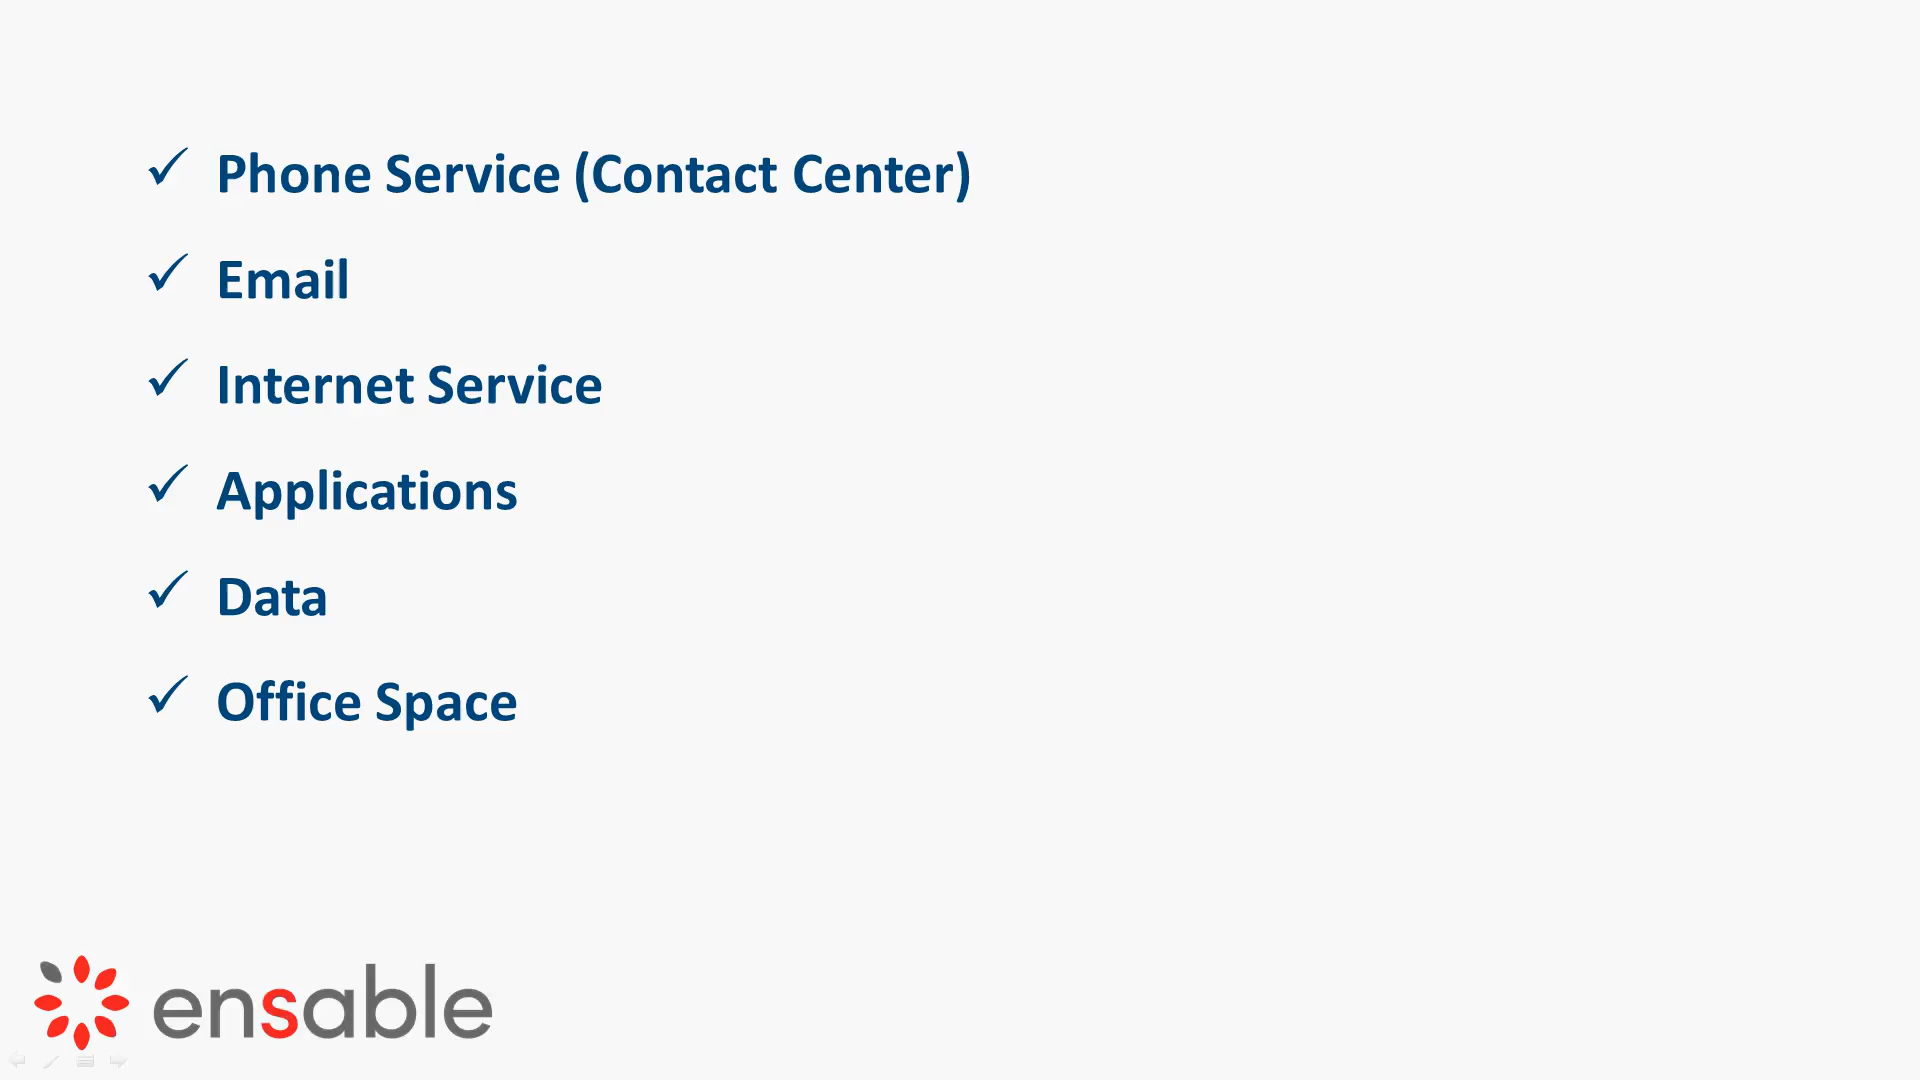 ✓ Phone Service (Contact Center)
✓ Email
✓ Internet Service
✓ Applications
✓ Data
✓ Office Space
ensable